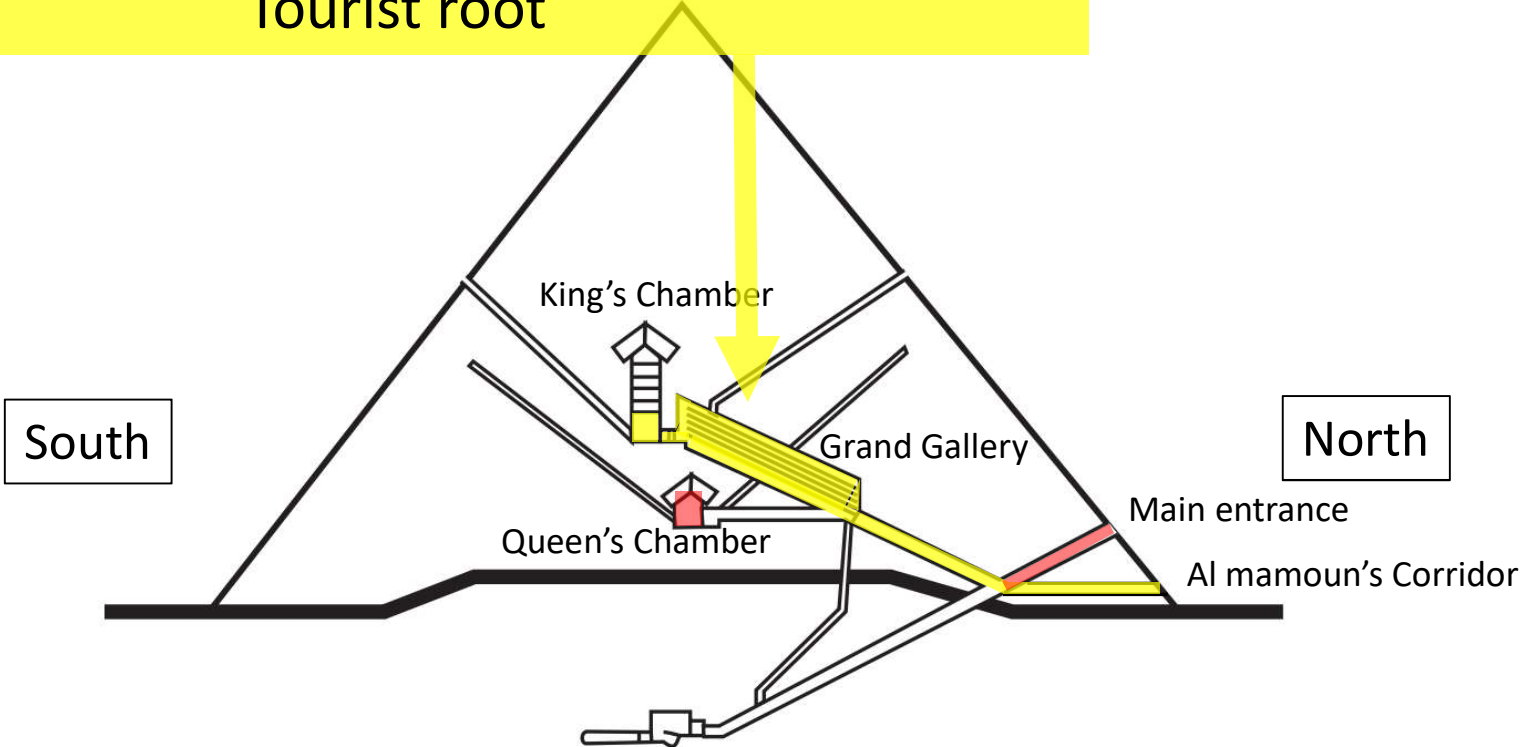 Tourist root
King’s Chamber
South
Grand Gallery
North
Main entrance
Queen’s Chamber
Al mamoun’s Corridor